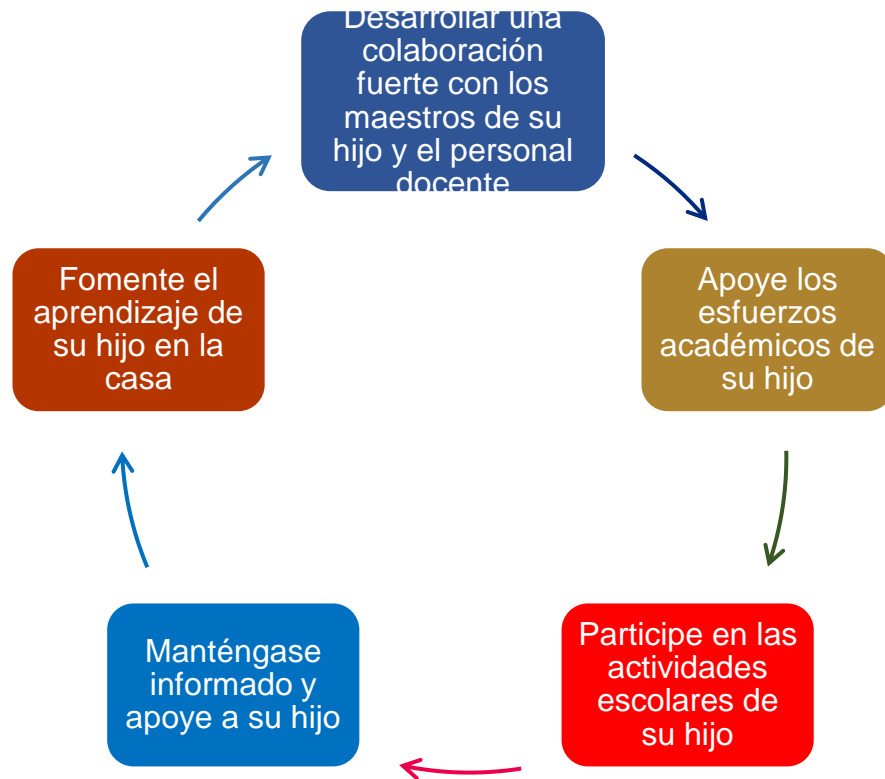 Desarrollar una
colaboración
fuerte con los
maestros de su
hijo y el personal
docente
Apoye los
esfuerzos
académicos de
su hijo
Participe en las
actividades
escolares de
su hijo
Manténgase
informado y
apoye a su hijo
Fomente el
aprendizaje de
su hijo en la
casa